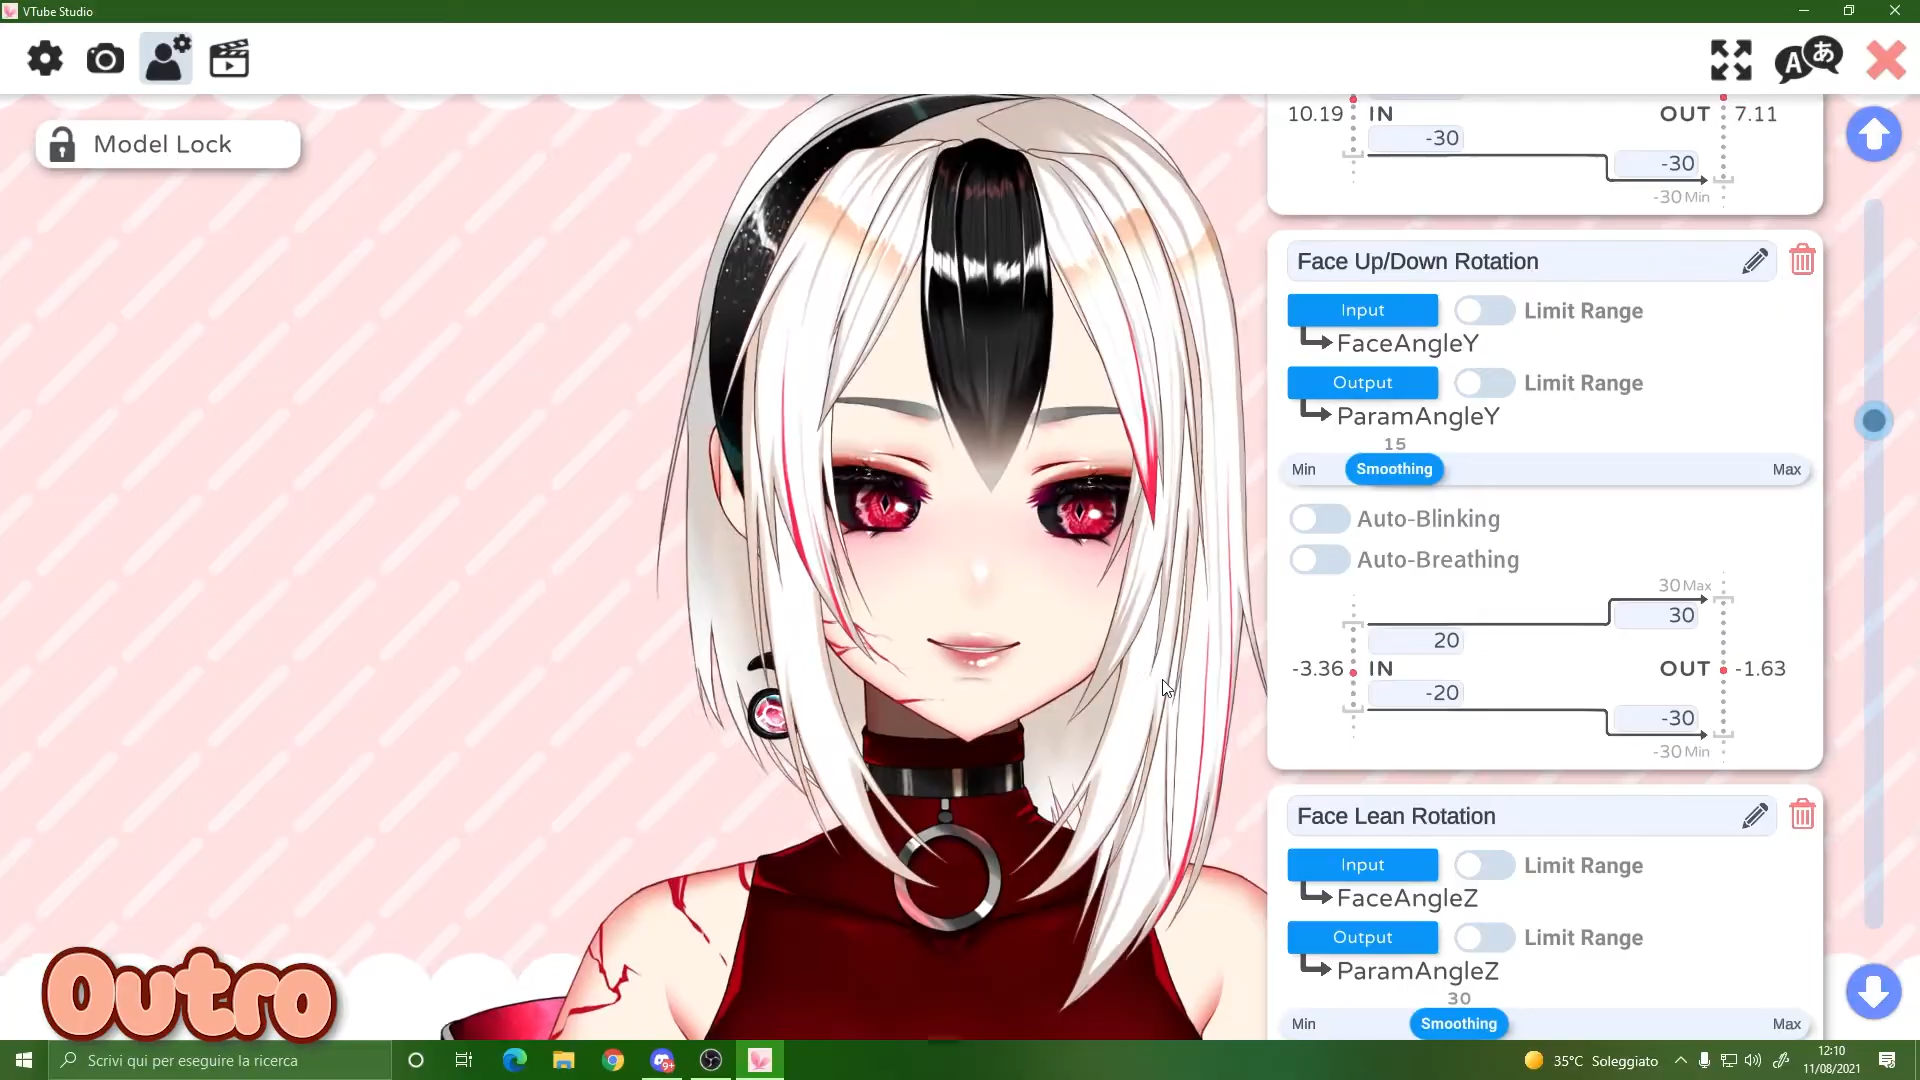 VTube Studio
A あ
Model Lock
10.19 IN OUT 7.11
-30
-30
-30 Min
Face Up/Down Rotation
Input Limit Range
FaceAngleY
Output Limit Range
ParamAngleY
15
Min Smoothing Max
Auto-Blinking
Auto-Breathing
30 Max
30
20
-3.36 IN OUT -1.63
-20
-30
-30 Min
Face Lean Rotation
Input Limit Range
FaceAngleZ
Output Limit Range
ParamAngleZ
30
Min Smoothing Max
Outro
Scrivi qui per eseguire la ricerca
9+
35°C Soleggiato
12:10
11/08/2021